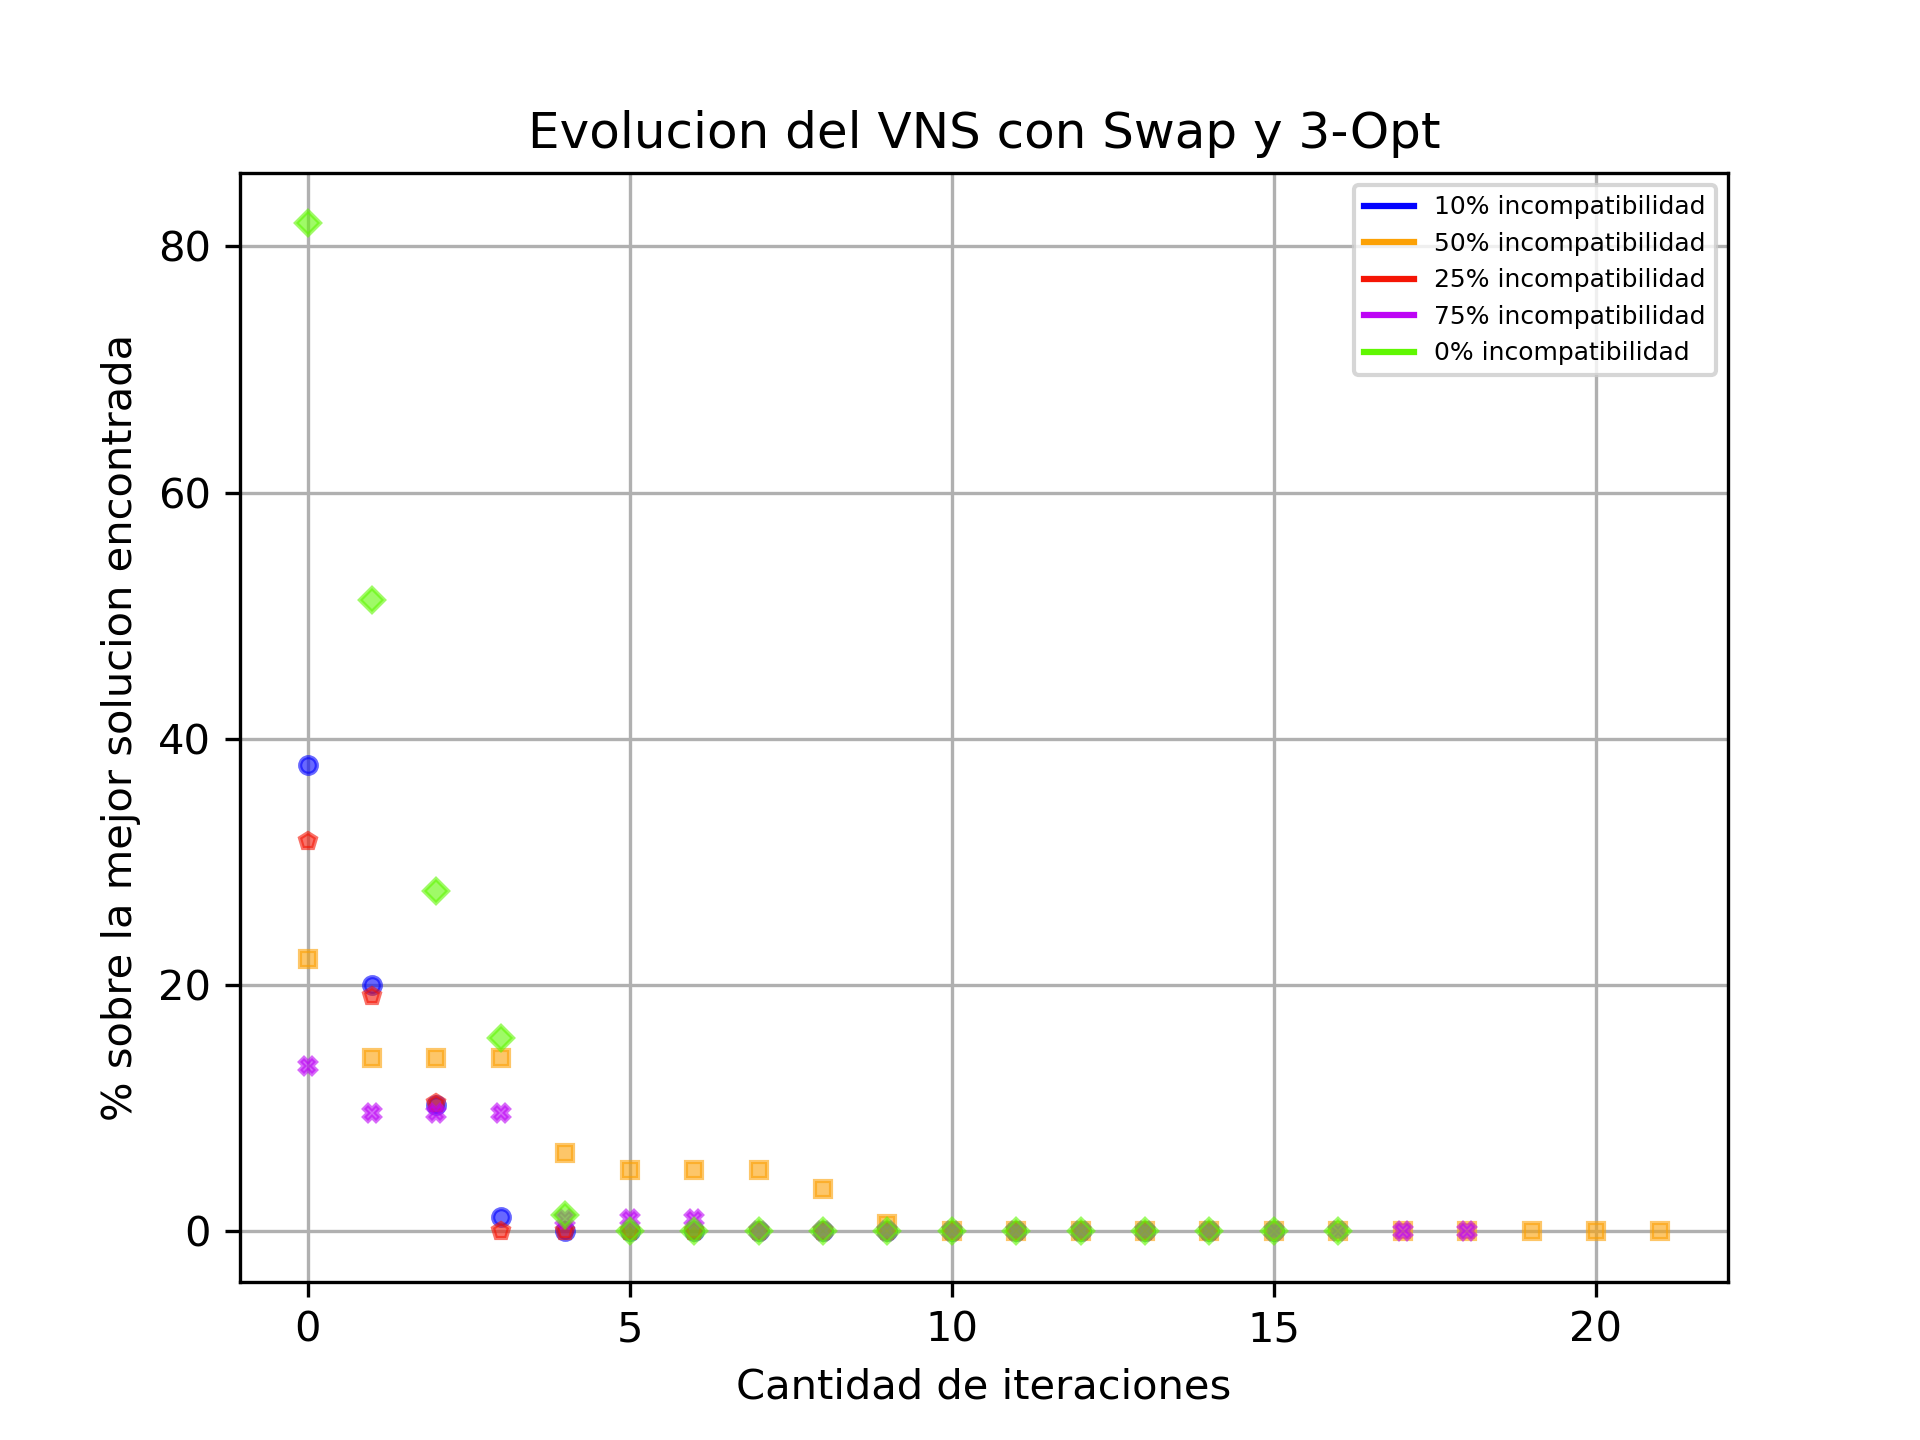 Evolucion del VNS con Swap y 3-Opt
10% incompatibilidad
50% incompatibilidad
25% incompatibilidad
75% incompatibilidad
0% incompatibilidad
% sobre la mejor solucion encontrada
80
60
40
20
0
0 5 10 15 20
Cantidad de iteraciones